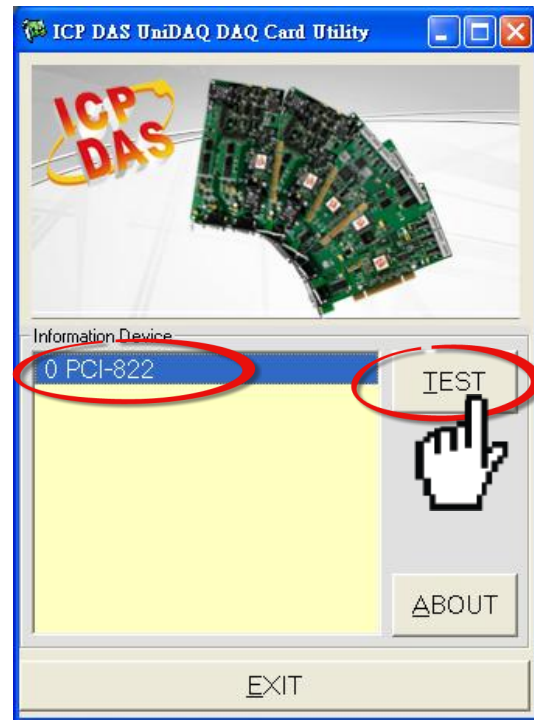 ICP DAS UniDAQ DAQ Card Utility
ICP
DAS
Information Device
0 PCI-822
TEST
ABOUT
EXIT